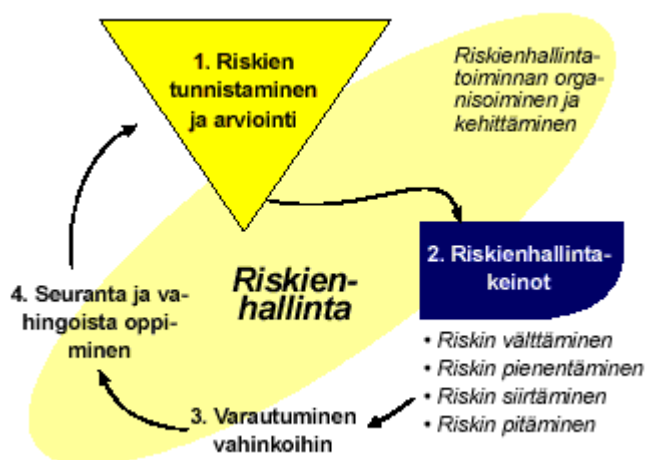 1. Riskien
tunnistaminen
ja arviointi
Riskienhallinta-
toiminnan orga-
nisoiminen ja
kehittäminen
2. Riskienhallinta-
keinot
• Riskin välttäminen
• Riskin pienentäminen
• Riskin siirtäminen
• Riskin pitäminen
3. Varautuminen
vahinkoihin
4. Seuranta ja va-
hingoista oppi-
minen
Riskien-
hallinta